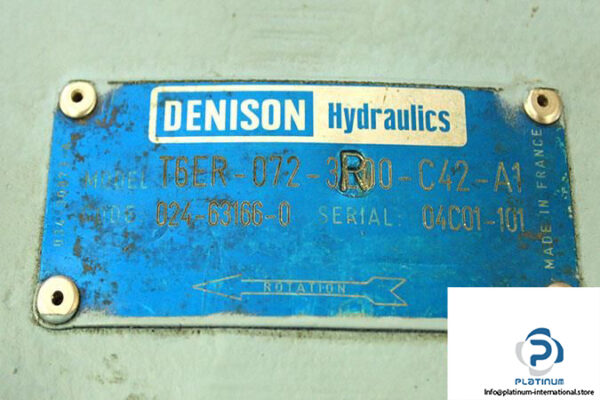 DENISON Hydraulics
MODEL T6ER-072-3R00-C42-A1
024-63166-0 SERIAL: 04C01-101
MADE IN FRANCE
ROTATION
PLATINUM
Info@platinum-international.store